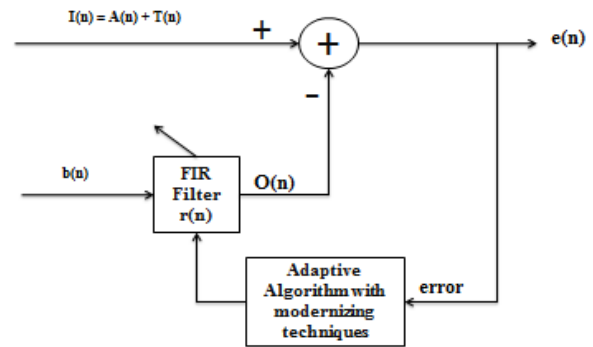 I(n) = A(n) + T(n)
+
+
e(n)
-
b(n)
FIR
Filter
r(n)
O(n)
Adaptive
Algorithm with
modernizing
techniques
error